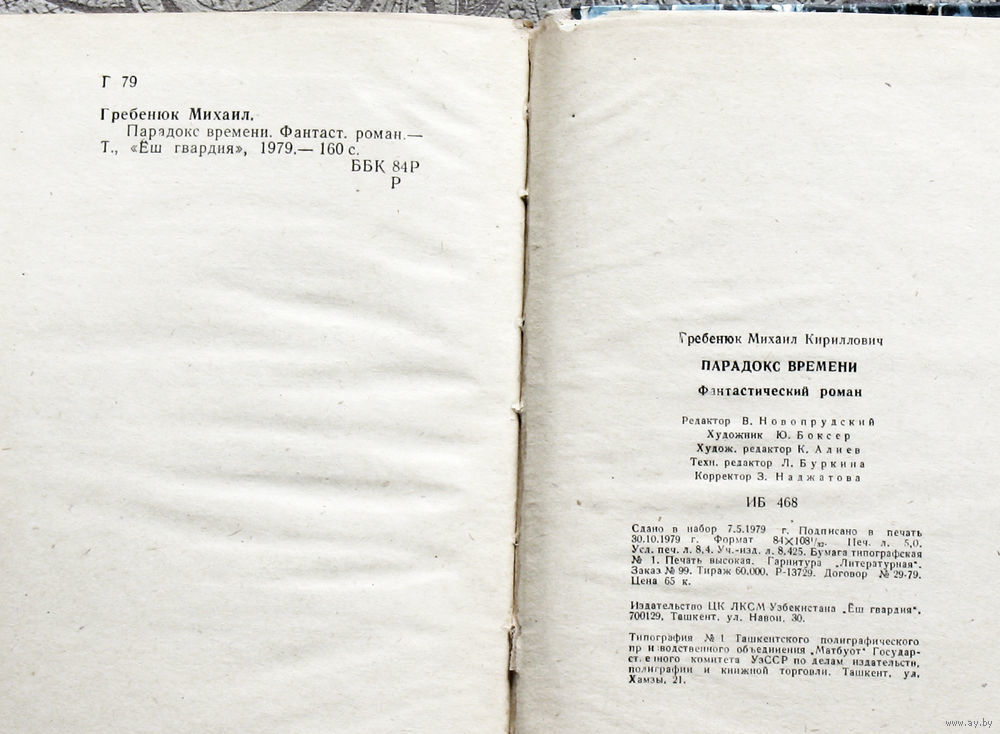 Г 79
Гребенюк Михаил.
Парадокс времени. Фантаст. роман.—
Т., «Ёш гвардия», 1979.— 160 с.
ББК 84Р
Р
Гребенюк Михаил Кириллович
ПАРАДОКС ВРЕМЕНИ
Фантастический роман
Редактор В. Новопрудский
Художник Ю. Боксер
Худож. редактор К. Алиев
Техн. редактор Л. Буркина
Корректор З. Наджатова
ИБ 468
Сдано в набор 7.5.1979 г. Подписано в печать
30.10.1979 г. Формат 84×108¹/₃₂. Печ. л. 5,0.
Усл. печ. л. 8,4. Уч.-изд. л. 8,425. Бумага типографская
№ 1. Печать высокая. Гарнитура „Литературная".
Заказ № 99. Тираж 60.000. Р-13729. Договор № 29-79.
Цена 65 к.
Издательство ЦК ЛКСМ Узбекистана „Ёш гвардия",
700129, Ташкент, ул. Навои, 30.
Типография № 1 Ташкентского полиграфического
производственного объединения „Матбуот" Государ-
ственного комитета УзССР по делам издательств,
полиграфии и книжной торговли. Ташкент, ул.
Хамзы, 21.
www.ay.by